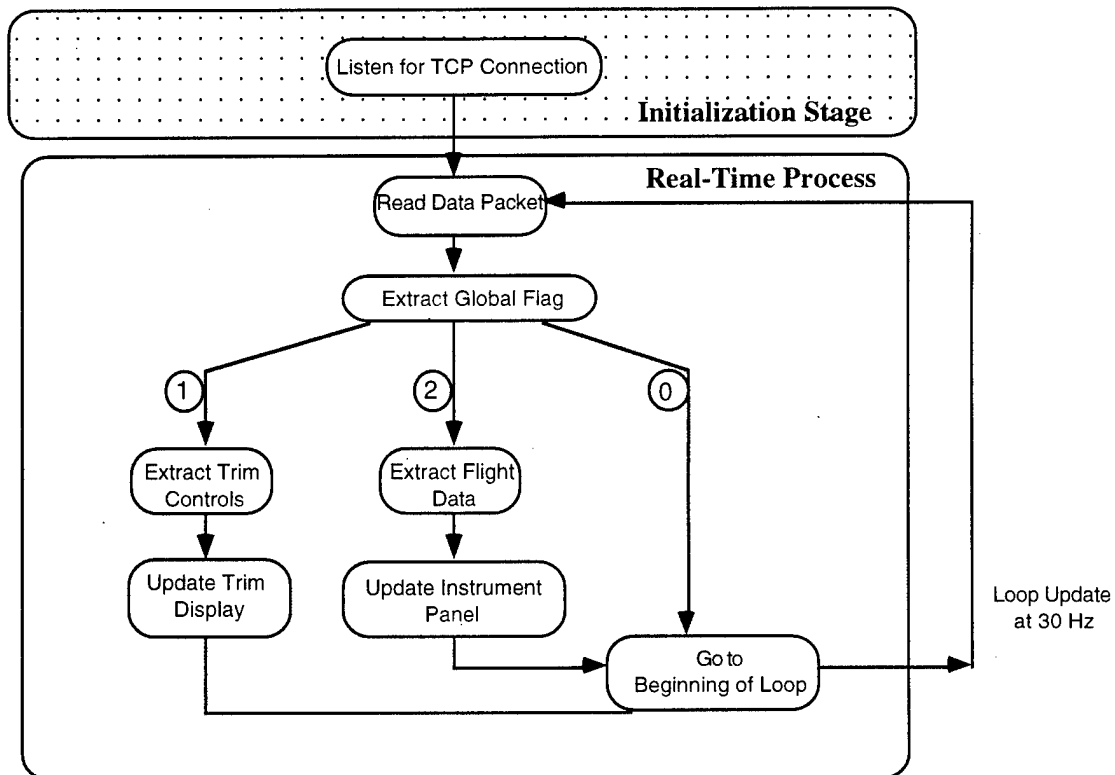 Listen for TCP Connection
Initialization Stage
Real-Time Process
Read Data Packet
Extract Global Flag
1
2
0
Extract Trim
Controls
Extract Flight
Data
Update Trim
Display
Update Instrument
Panel
Go to
Beginning of Loop
Loop Update
at 30 Hz